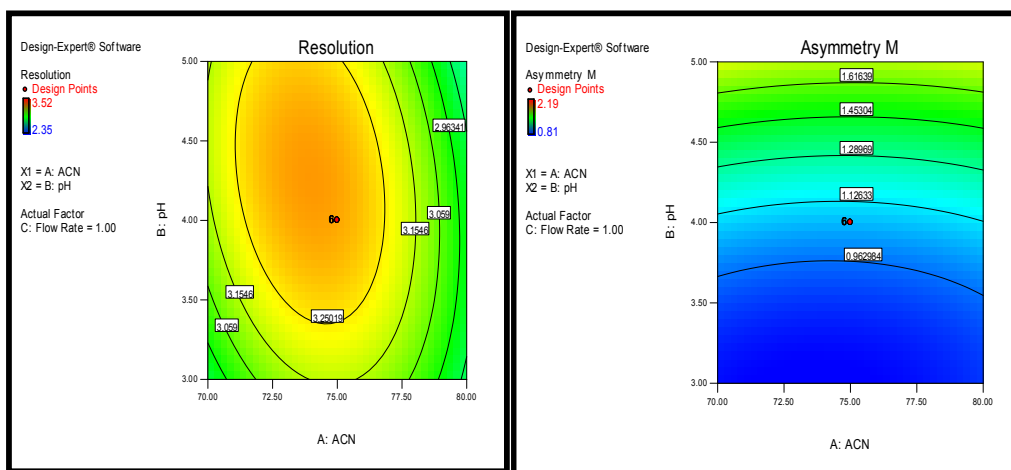 Design-Expert® Software
Resolution
Resolution
Design Points
3.52
2.35
X1 = A: ACN
X2 = B: pH
Actual Factor
C: Flow Rate = 1.00
5.00
4.50
4.00
3.50
3.00
B: pH
2.96341
3.059
3.1546
6
3.1546
3.059
3.25019
70.00
72.50
75.00
77.50
80.00
A: ACN
Design-Expert® Software
Asymmetry M
Asymmetry M
Design Points
2.19
0.81
X1 = A: ACN
X2 = B: pH
Actual Factor
C: Flow Rate = 1.00
5.00
4.50
4.00
3.50
3.00
B: pH
1.61639
1.45304
1.28969
1.12633
6
0.962984
70.00
72.50
75.00
77.50
80.00
A: ACN